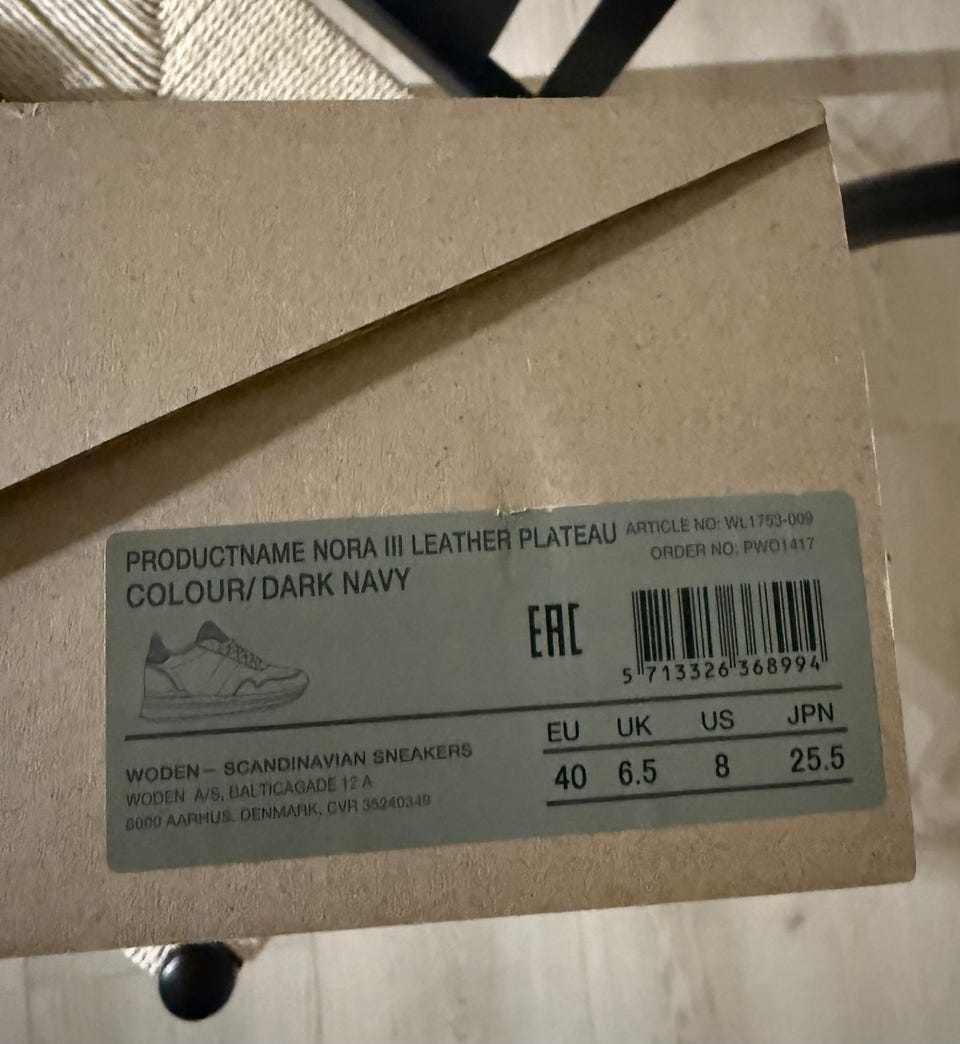 PRODUCTNAME NORA III LEATHER PLATEAU
COLOUR/ DARK NAVY
ARTICLE NO: WL1753-009
ORDER NO: PWO1417
EAC
5 713326 368994
EU UK US JPN
40 6.5 8 25.5
WODEN – SCANDINAVIAN SNEAKERS
WODEN A/S, BALTICAGADE 12 A
8000 AARHUS. DENMARK, CVR 35240349